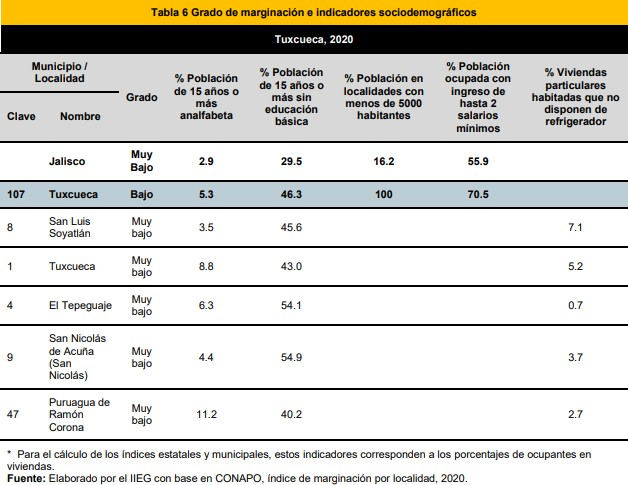 Tabla 6 Grado de marginación e indicadores sociodemográficos
Tuxcueca, 2020
Municipio / Localidad Grado % Población de 15 años o más analfabeta % Población de 15 años o más sin educación básica % Población en localidades con menos de 5000 habitantes % Población ocupada con ingreso de hasta 2 salarios mínimos % Viviendas particulares habitadas que no disponen de refrigerador
Clave Nombre
Jalisco Muy Bajo 2.9 29.5 16.2 55.9
107 Tuxcueca Bajo 5.3 46.3 100 70.5
8 San Luis Soyatlán Muy bajo 3.5 45.6 7.1
1 Tuxcueca Muy bajo 8.8 43.0 5.2
4 El Tepeguaje Muy bajo 6.3 54.1 0.7
9 San Nicolás de Acuña (San Nicolás) Muy bajo 4.4 54.9 3.7
47 Puruagua de Ramón Corona Muy bajo 11.2 40.2 2.7
* Para el cálculo de los índices estatales y municipales, estos indicadores corresponden a los porcentajes de ocupantes en
viviendas.
Fuente: Elaborado por el IIEG con base en CONAPO, índice de marginación por localidad, 2020.